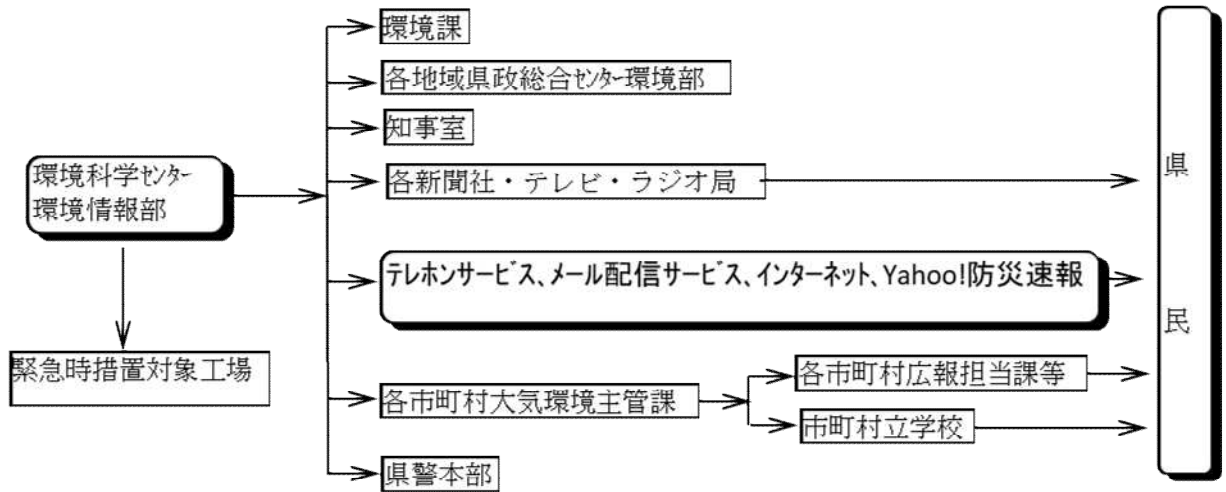 環境課
各地域県政総合ｾﾝﾀｰ環境部
知事室
環境科学ｾﾝﾀｰ
環境情報部
各新聞社・テレビ・ラジオ局
県民
テレホンサービス、メール配信サービス、インターネット、Yahoo!防災速報
緊急時措置対象工場
各市町村大気環境主管課
各市町村広報担当課等
市町村立学校
県警本部